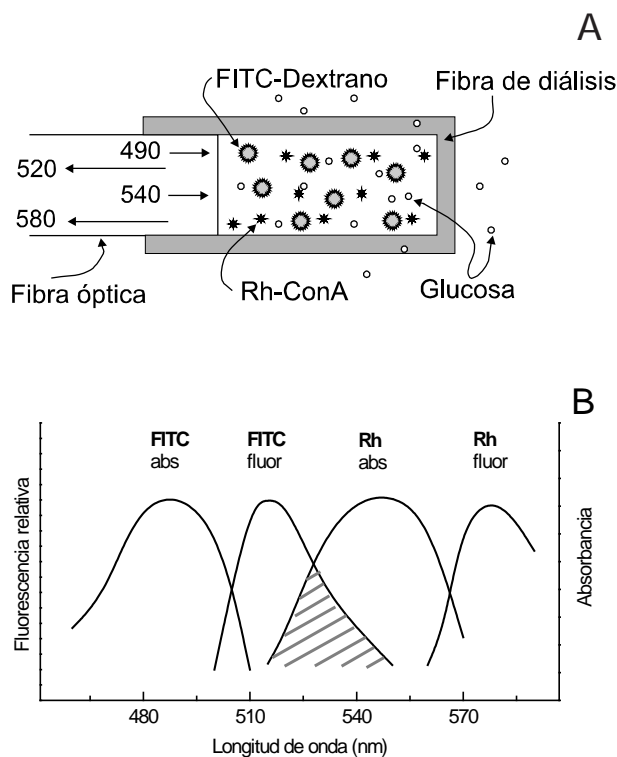 A
FITC-Dextrano
Fibra de diálisis
490
520
540
580
Fibra óptica
Rh-ConA
Glucosa
B
FITC FITC Rh Rh
abs fluor abs fluor
Fluorescencia relativa
Absorbancia
480 510 540 570
Longitud de onda (nm)